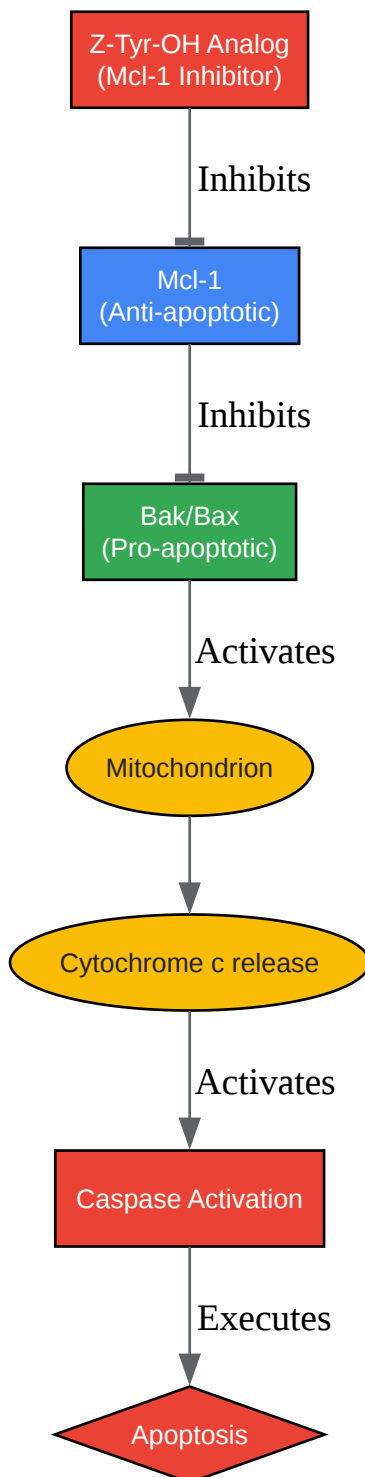 Z-Tyr-OH Analog
(Mcl-1 Inhibitor)
Inhibits
Mcl-1
(Anti-apoptotic)
Inhibits
Bak/Bax
(Pro-apoptotic)
Activates
Mitochondrion
Cytochrome c release
Activates
Caspase Activation
Executes
Apoptosis